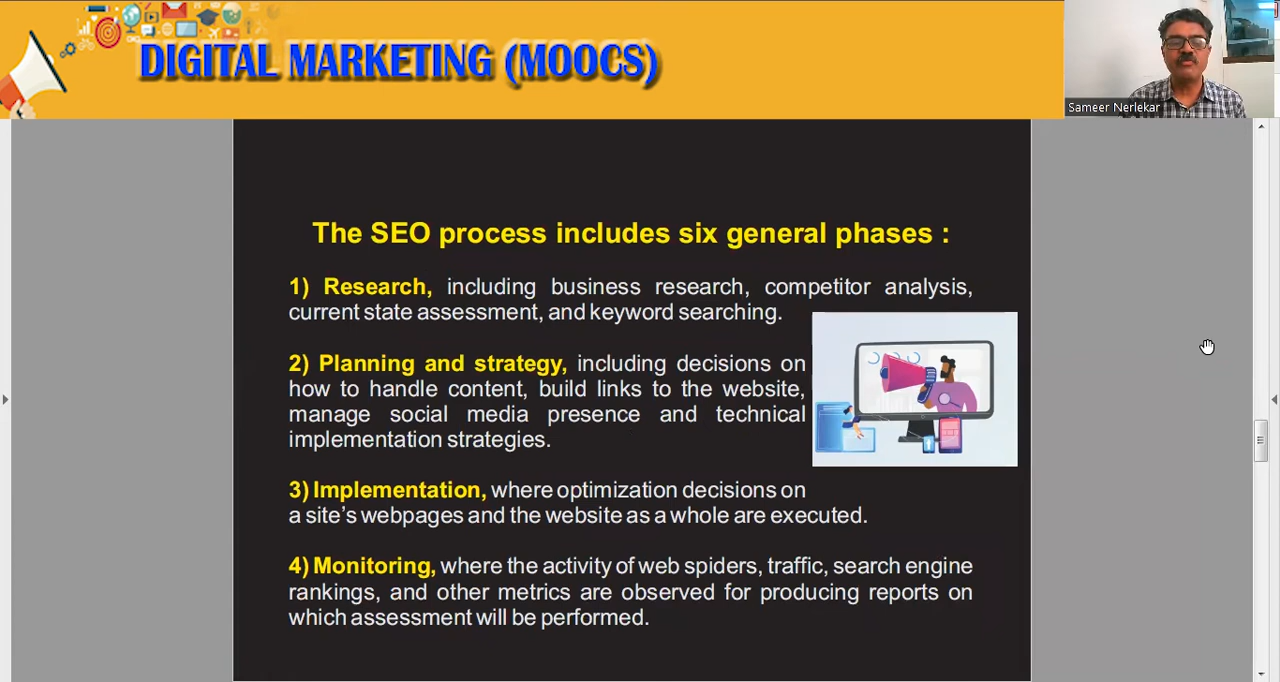 DIGITAL MARKETING (MOOCS)
Sameer Nerlekar
The SEO process includes six general phases :
1) Research, including business research, competitor analysis,
current state assessment, and keyword searching.
2) Planning and strategy, including decisions on
how to handle content, build links to the website,
manage social media presence and technical
implementation strategies.
3) Implementation, where optimization decisions on
a site's webpages and the website as a whole are executed.
4) Monitoring, where the activity of web spiders, traffic, search engine
rankings, and other metrics are observed for producing reports on
which assessment will be performed.